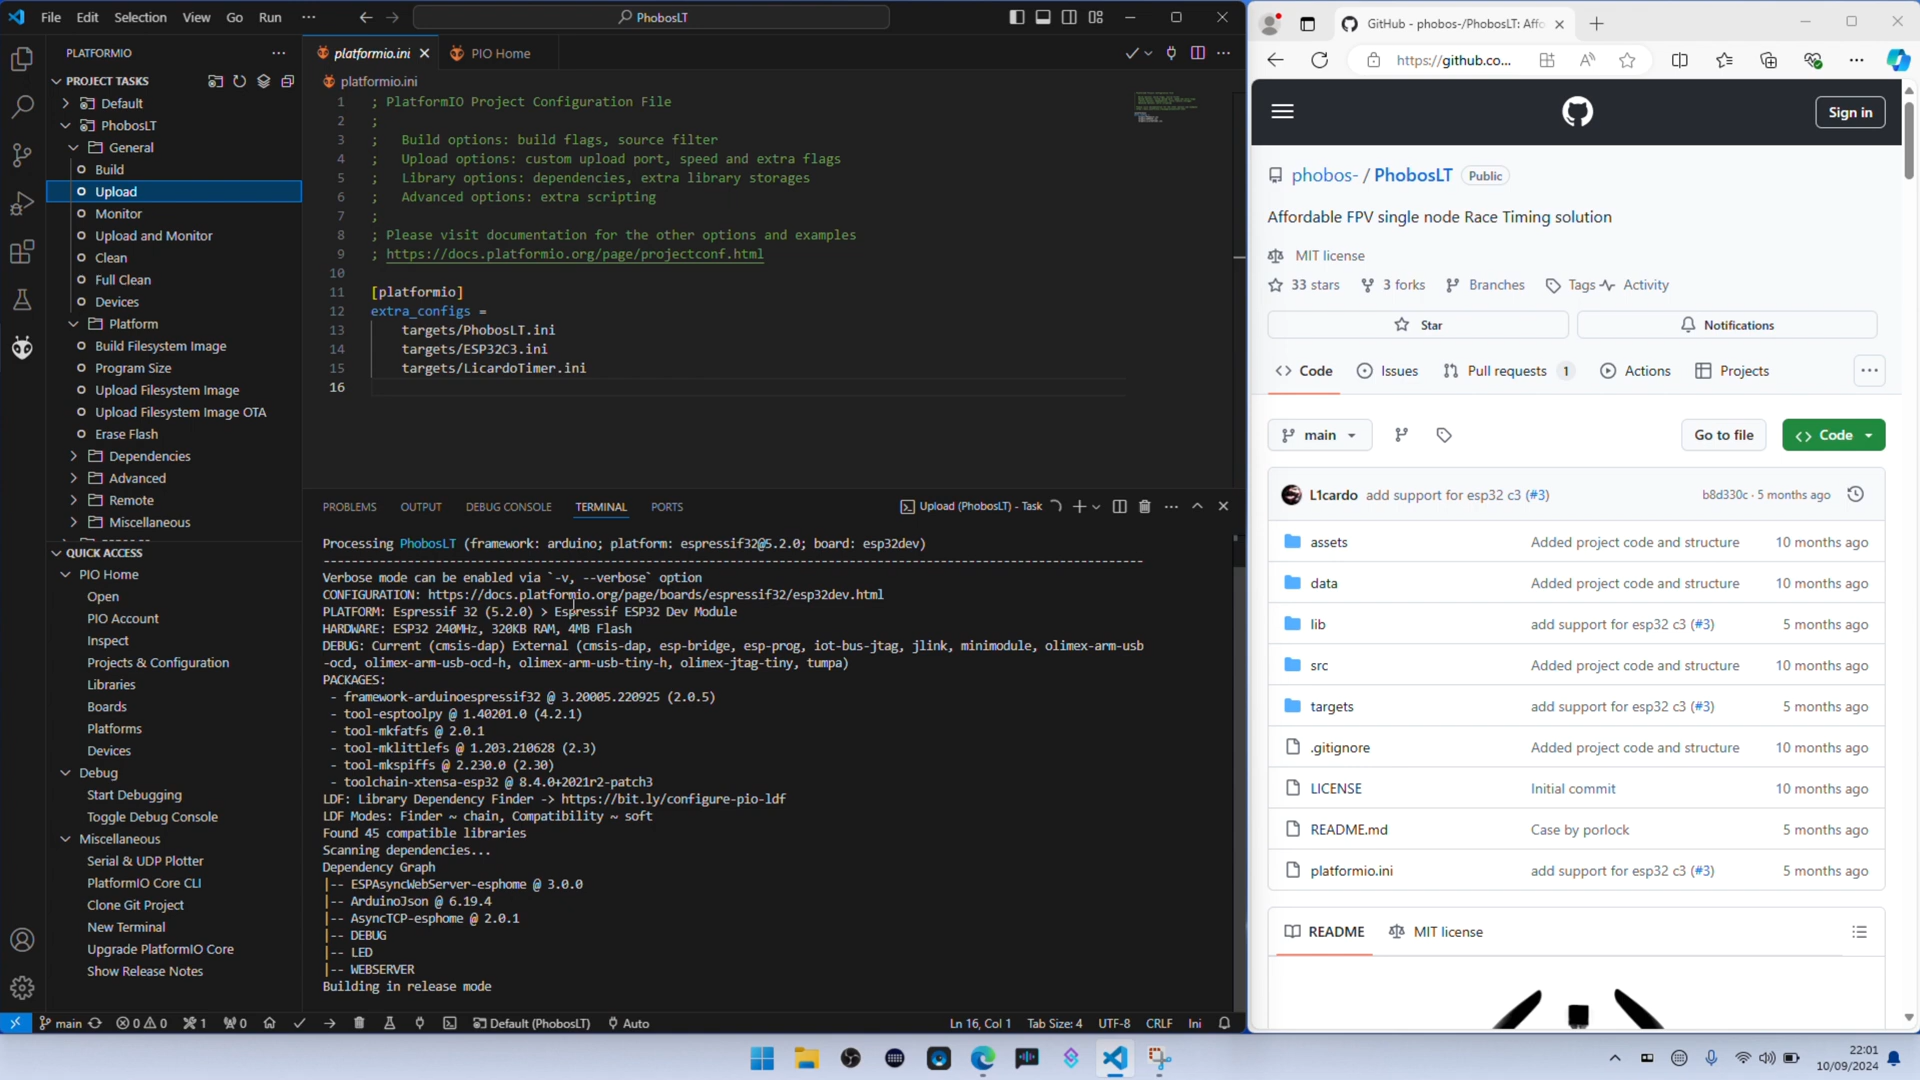 File Edit Selection View Go Run ··· PhobosLT
PLATFORMIO
PROJECT TASKS
Default
PhobosLT
General
Build
Upload
Monitor
Upload and Monitor
Clean
Full Clean
Devices
Platform
Build Filesystem Image
Program Size
Upload Filesystem Image
Upload Filesystem Image OTA
Erase Flash
Dependencies
Advanced
Remote
Miscellaneous
QUICK ACCESS
PIO Home
Open
PIO Account
Inspect
Projects & Configuration
Libraries
Boards
Platforms
Devices
Debug
Start Debugging
Toggle Debug Console
Miscellaneous
Serial & UDP Plotter
PlatformIO Core CLI
Clone Git Project
New Terminal
Upgrade PlatformIO Core
Show Release Notes
platformio.ini PIO Home
platformio.ini
1 ; PlatformIO Project Configuration File
2 ;
3 ; Build options: build flags, source filter
4 ; Upload options: custom upload port, speed and extra flags
5 ; Library options: dependencies, extra library storages
6 ; Advanced options: extra scripting
7 ;
8 ; Please visit documentation for the other options and examples
9 ; https://docs.platformio.org/page/projectconf.html
10
11 [platformio]
12 extra_configs =
13 targets/PhobosLT.ini
14 targets/ESP32C3.ini
15 targets/LicardoTimer.ini
16
PROBLEMS OUTPUT DEBUG CONSOLE TERMINAL PORTS Upload (PhobosLT) - Task
Processing PhobosLT (framework: arduino; platform: espressif32@5.2.0; board: esp32dev)
Verbose mode can be enabled via `-v, --verbose` option
CONFIGURATION: https://docs.platformio.org/page/boards/espressif32/esp32dev.html
PLATFORM: Espressif 32 (5.2.0) > Espressif ESP32 Dev Module
HARDWARE: ESP32 240MHz, 320KB RAM, 4MB Flash
DEBUG: Current (cmsis-dap) External (cmsis-dap, esp-bridge, esp-prog, iot-bus-jtag, jlink, minimodule, olimex-arm-usb
-ocd, olimex-arm-usb-ocd-h, olimex-arm-usb-tiny-h, olimex-jtag-tiny, tumpa)
PACKAGES:
- framework-arduinoespressif32 @ 3.20005.220925 (2.0.5)
- tool-esptoolpy @ 1.40201.0 (4.2.1)
- tool-mkfatfs @ 2.0.1
- tool-mklittlefs @ 1.203.210628 (2.3)
- tool-mkspiffs @ 2.230.0 (2.30)
- toolchain-xtensa-esp32 @ 8.4.0+2021r2-patch3
LDF: Library Dependency Finder -> https://bit.ly/configure-pio-ldf
LDF Modes: Finder ~ chain, Compatibility ~ soft
Found 45 compatible libraries
Scanning dependencies...
Dependency Graph
|-- ESPAsyncWebServer-esphome @ 3.0.0
|-- ArduinoJson @ 6.19.4
|-- AsyncTCP-esphome @ 2.0.1
|-- DEBUG
|-- LED
|-- WEBSERVER
Building in release mode
main 0 0 1 0 Default (PhobosLT) Auto Ln 16, Col 1 Tab Size: 4 UTF-8 CRLF Ini
GitHub - phobos-/PhobosLT: Affo
https://github.co...
Sign in
phobos- / PhobosLT Public
Affordable FPV single node Race Timing solution
MIT license
33 stars 3 forks Branches Tags Activity
Star Notifications
Code Issues Pull requests 1 Actions Projects ···
main Go to file Code
L1cardo add support for esp32 c3 (#3) b8d330c · 5 months ago
assets Added project code and structure 10 months ago
data Added project code and structure 10 months ago
lib add support for esp32 c3 (#3) 5 months ago
src Added project code and structure 10 months ago
targets add support for esp32 c3 (#3) 5 months ago
.gitignore Added project code and structure 10 months ago
LICENSE Initial commit 10 months ago
README.md Case by porlock 5 months ago
platformio.ini add support for esp32 c3 (#3) 5 months ago
README MIT license
22:01
10/09/2024